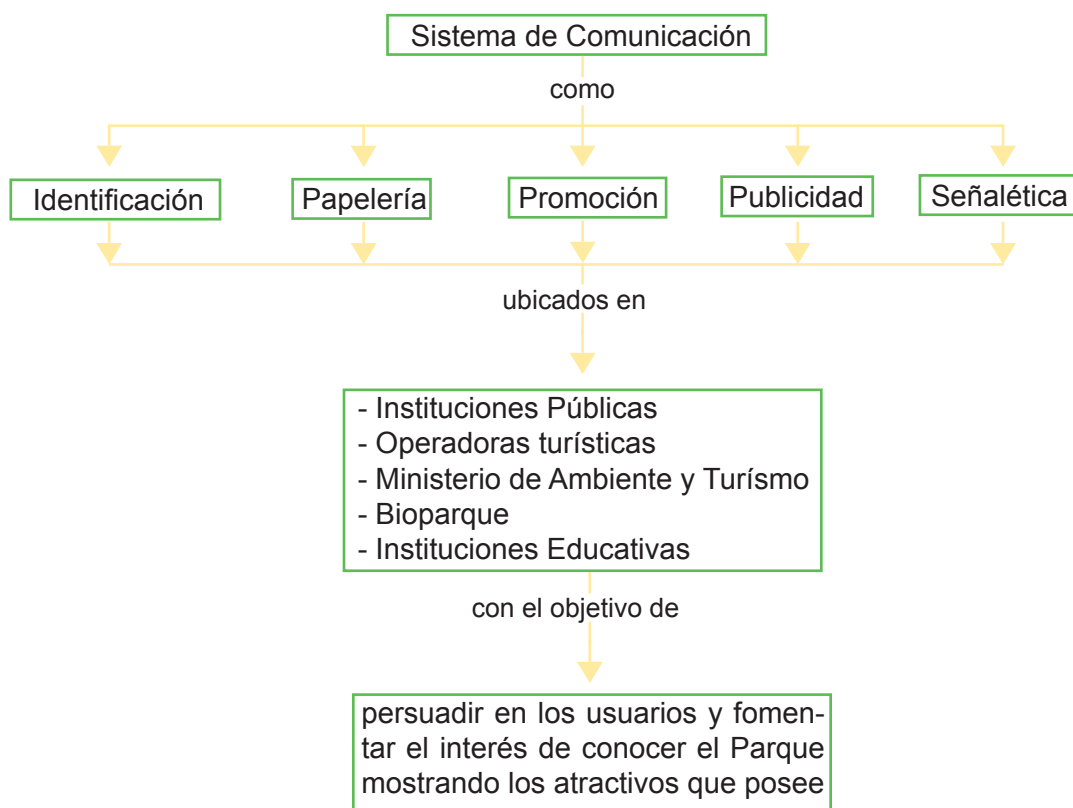 Sistema de Comunicación
como
Identificación
Papelería
Promoción
Publicidad
Señalética
ubicados en
- Instituciones Públicas
- Operadoras turísticas
- Ministerio de Ambiente y Turísmo
- Bioparque
- Instituciones Educativas
con el objetivo de
persuadir en los usuarios y fomen-
tar el interés de conocer el Parque
mostrando los atractivos que posee